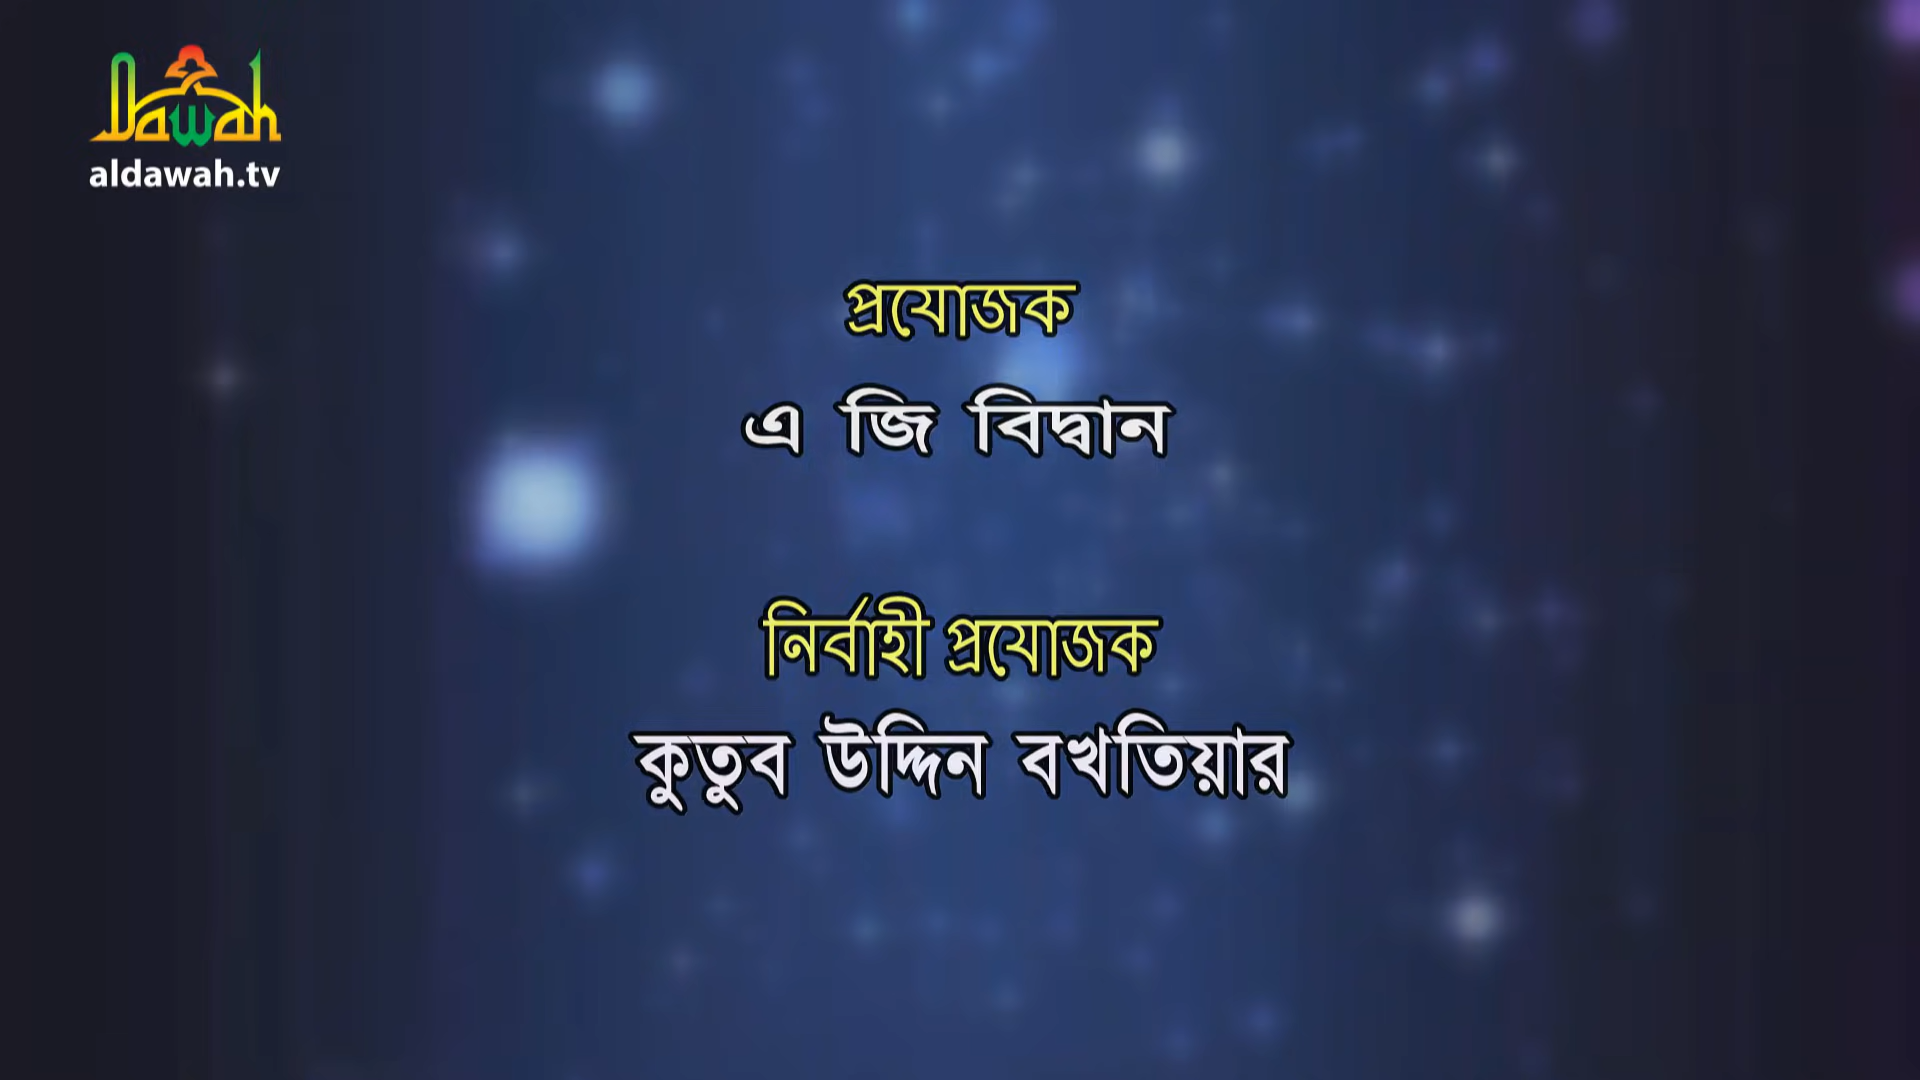 Dawah
aldawah.tv
প্রযোজক
এ জি বিদ্বান
নির্বাহী প্রযোজক
কুতুব উদ্দিন বখতিয়ার